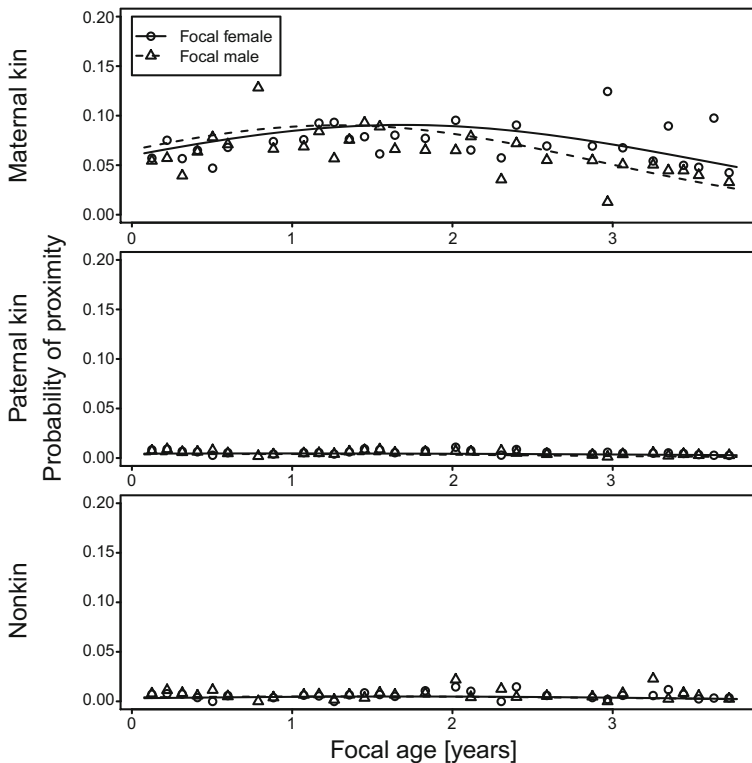 Maternal kin
Paternal kin
Nonkin
Probability of proximity
0.20
0.15
0.10
0.05
0.00
Focal female
Focal male
0 1 2 3
0.20
0.15
0.10
0.05
0.00
0 1 2 3
0.20
0.15
0.10
0.05
0.00
0 1 2 3
Focal age [years]